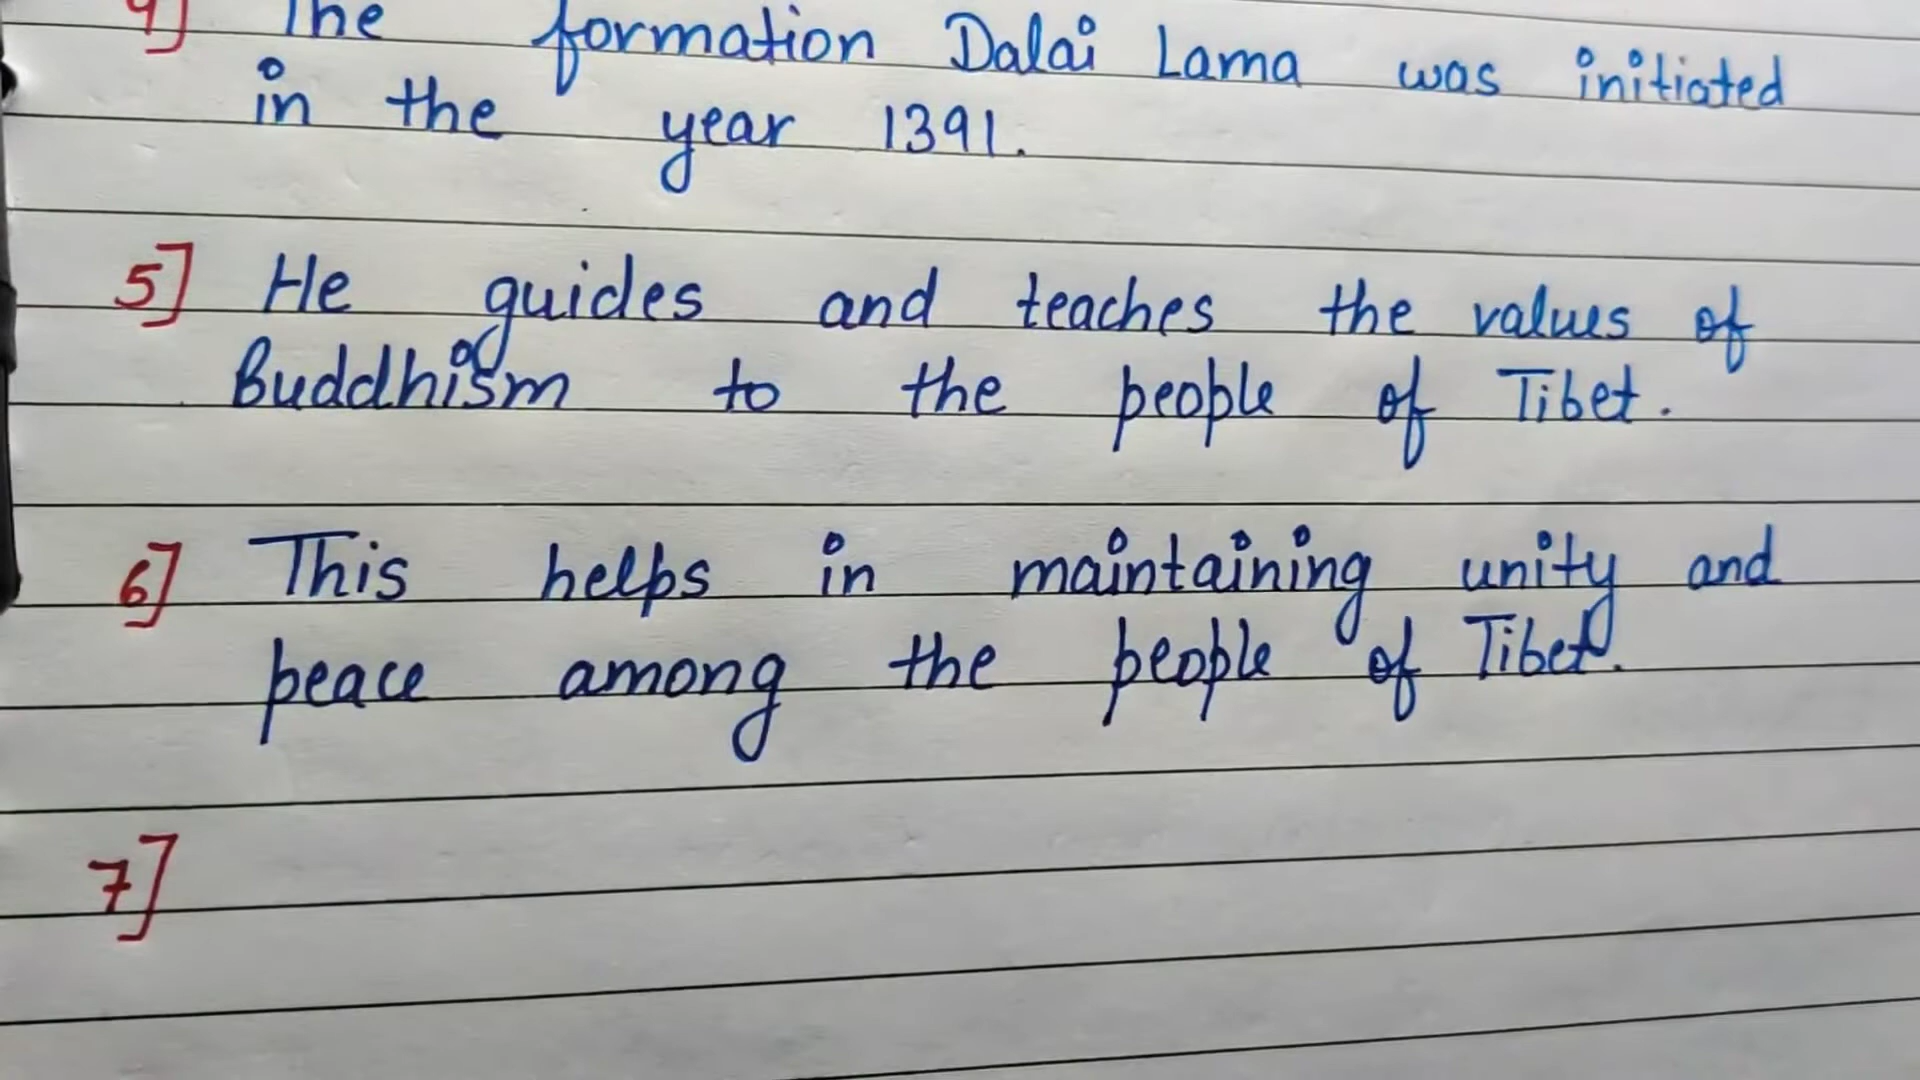 4] The formation Dalai Lama was initiated
in the year 1391.
5] He guides and teaches the values of
Buddhism to the people of Tibet.
6] This helps in maintaining unity and
peace among the people of Tibet.
7]